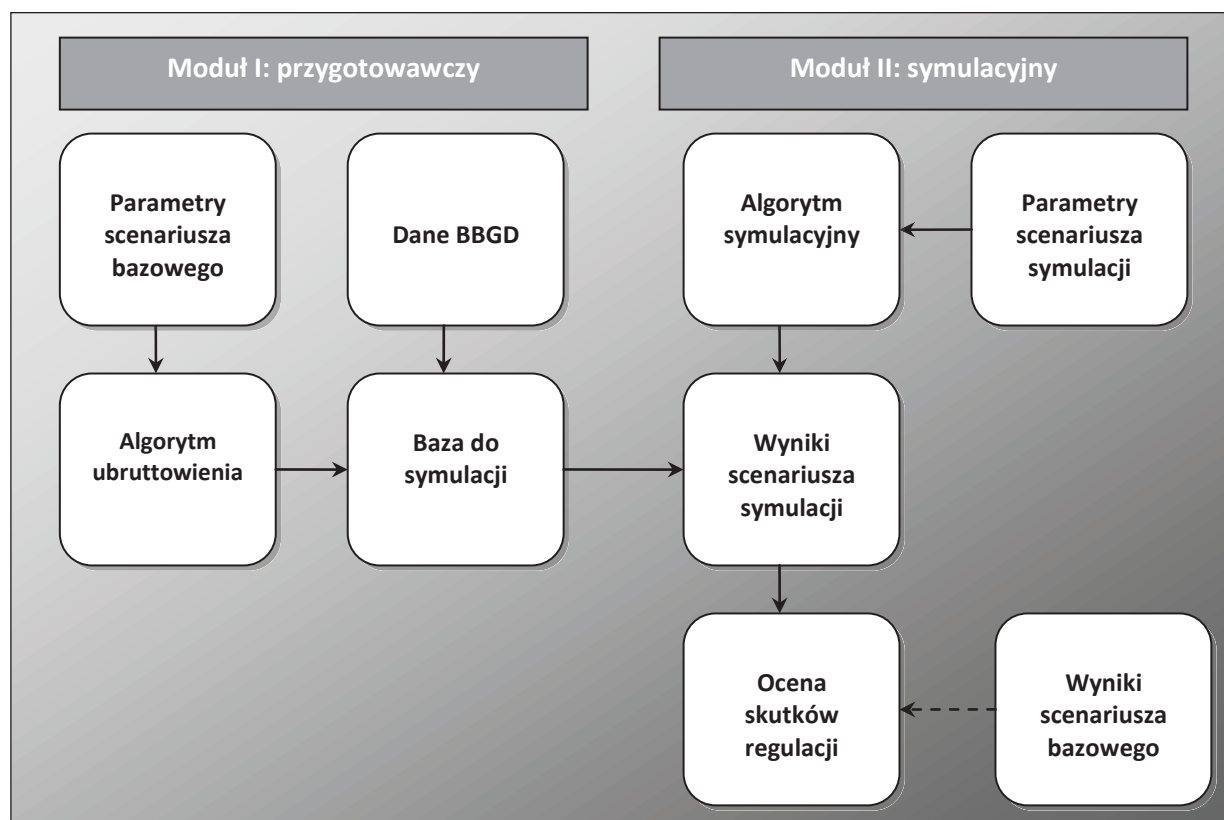 Moduł I: przygotowawczy
Moduł II: symulacyjny
Parametry
scenariusza
bazowego
Dane BBGD
Algorytm
symulacyjny
Parametry
scenariusza
symulacji
Algorytm
ubruttowienia
Baza do
symulacji
Wyniki
scenariusza
symulacji
Ocena
skutków
regulacji
Wyniki
scenariusza
bazowego